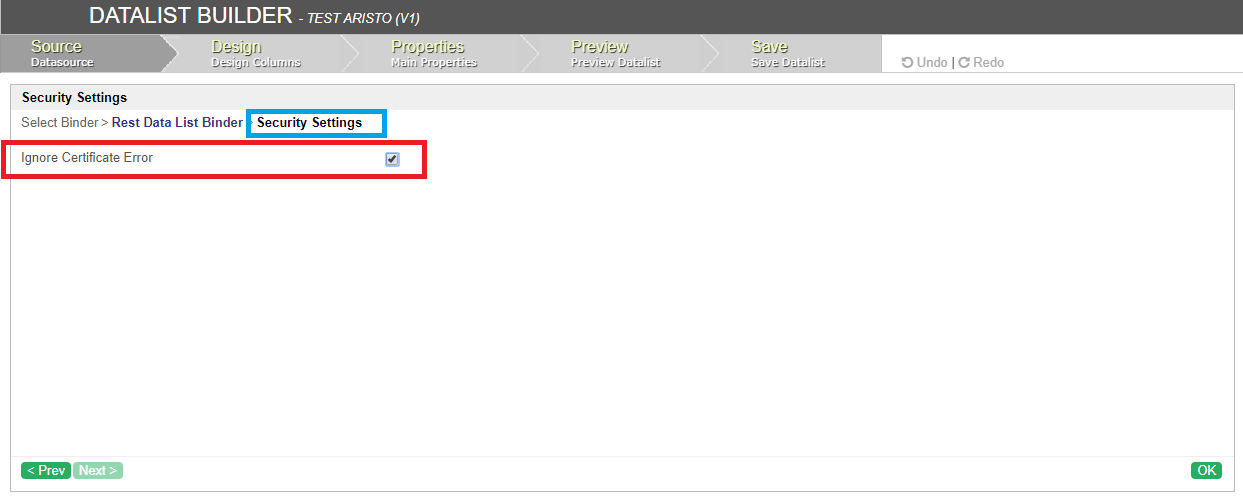 DATALIST BUILDER - TEST ARISTO (V1)
Source Design Properties Preview Save
Datasource Design Columns Main Properties Preview Datalist Save Datalist Undo | Redo
Security Settings
Select Binder > Rest Data List Binder > Security Settings
Ignore Certificate Error
< Prev Next > OK